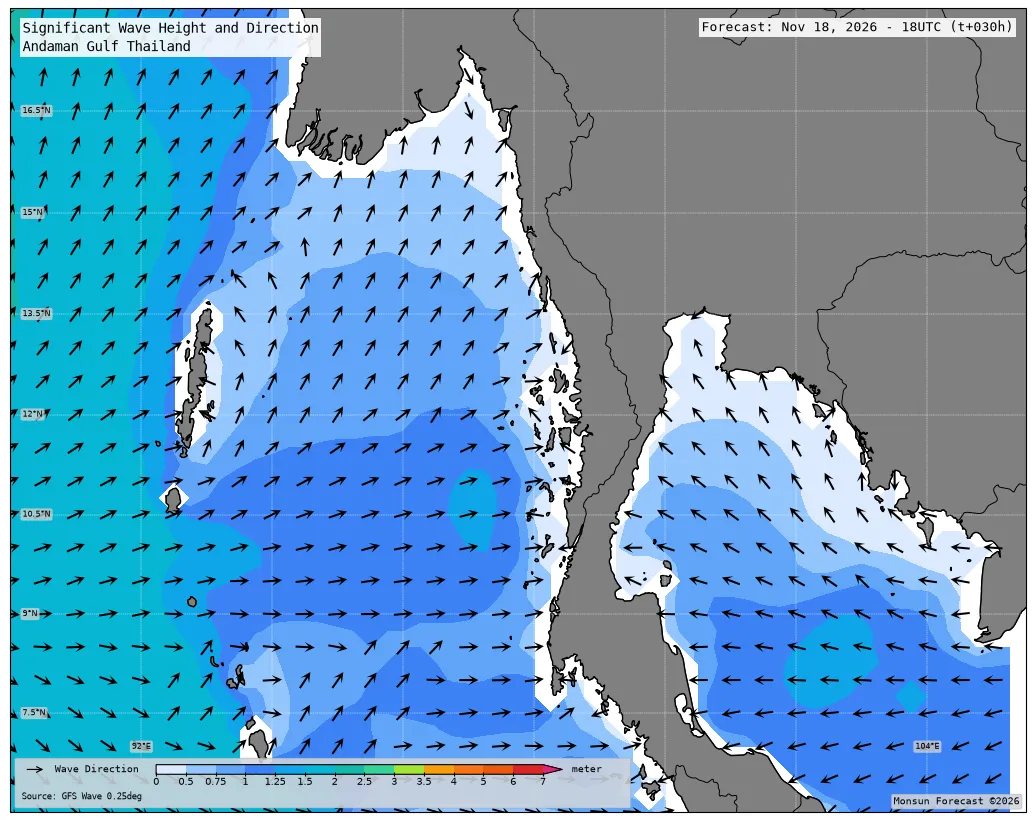 Significant Wave Height and Direction
Andaman Gulf Thailand
Forecast: Nov 18, 2026 - 18UTC (t+030h)
16.5°N
15°N
13.5°N
12°N
10.5°N
9°N
7.5°N
92°E
104°E
Wave Direction
meter
0.5 0.75 1 1.25 1.5 2 2.5 3 3.5 4 5 6 7
Source: GFS Wave 0.25deg
Monsun Forecast ©2026